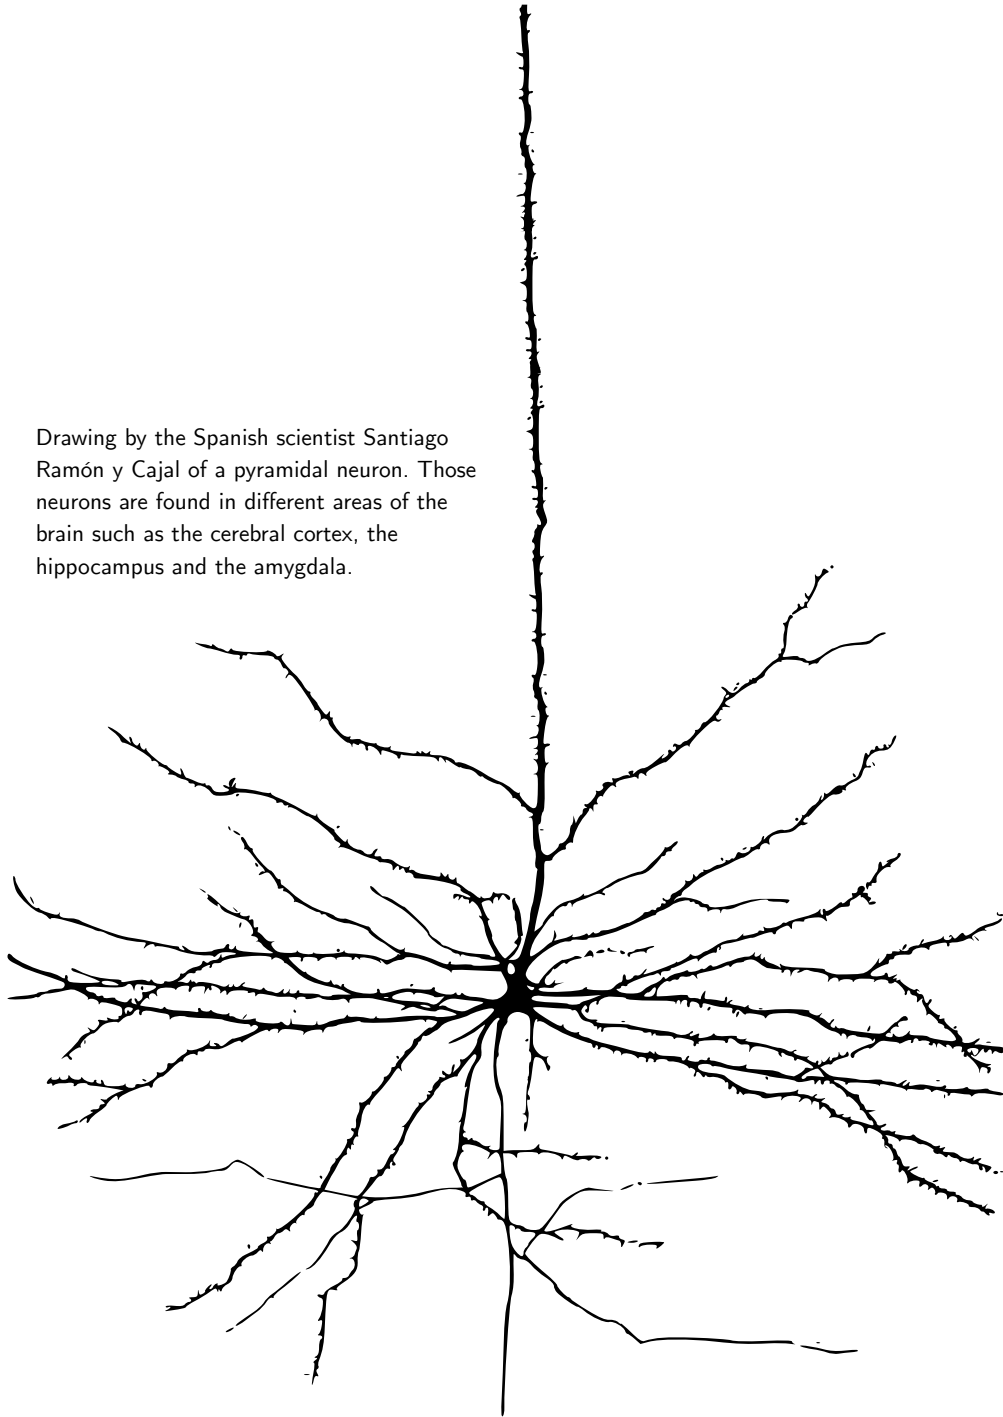 Drawing by the Spanish scientist Santiago
Ramón y Cajal of a pyramidal neuron. Those
neurons are found in different areas of the
brain such as the cerebral cortex, the
hippocampus and the amygdala.